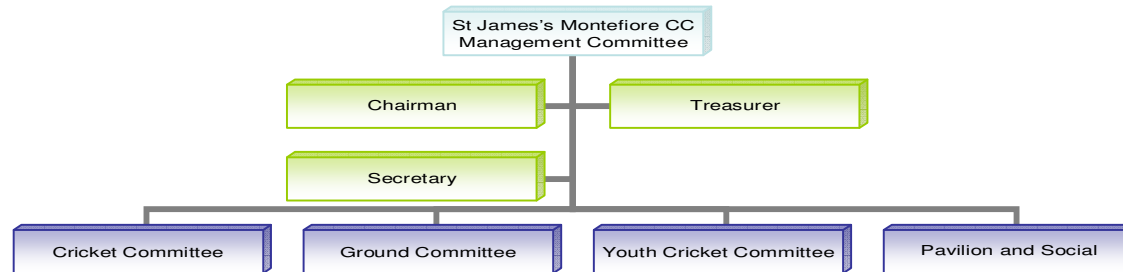 St James's Montefiore CC
Management Committee
Chairman
Treasurer
Secretary
Cricket Committee
Ground Committee
Youth Cricket Committee
Pavilion and Social